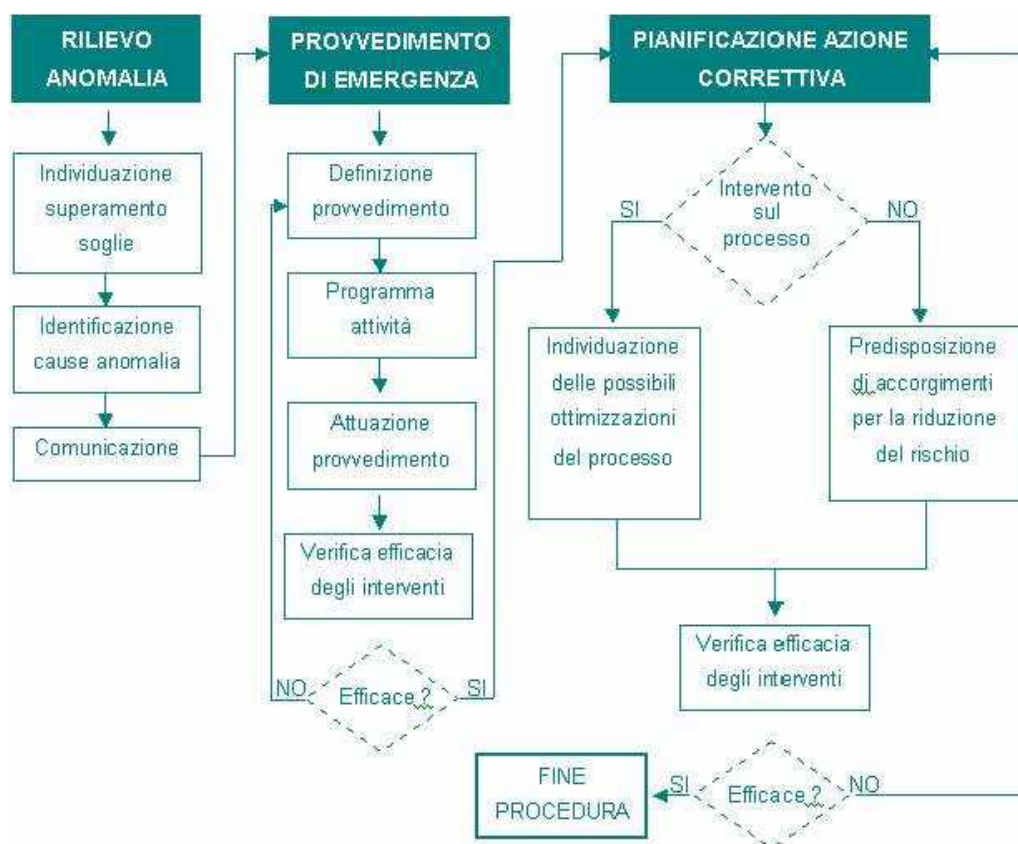 RILIEVO
ANOMALIA
Individuazione
superamento
soglie
Identificazione
cause anomalia
Comunicazione
PROVVEDIMENTO
DI EMERGENZA
Definizione
provvedimento
Programma
attività
Attuazione
provvedimento
Verifica efficacia
degli interventi
NO
Efficace ?
SI
PIANIFICAZIONE AZIONE
CORRETTIVA
Intervento
sul
processo
SI
NO
Individuazione
delle possibili
ottimizzazioni
del processo
Predisposizione
di accorgimenti
per la riduzione
del rischio
Verifica efficacia
degli interventi
Efficace ?
SI
NO
FINE
PROCEDURA